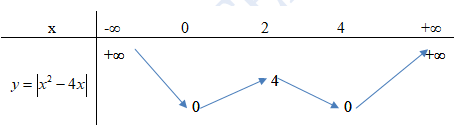 x -∞ 0 2 4 +∞
+∞ +∞
y = |x² − 4x| 4
0 0